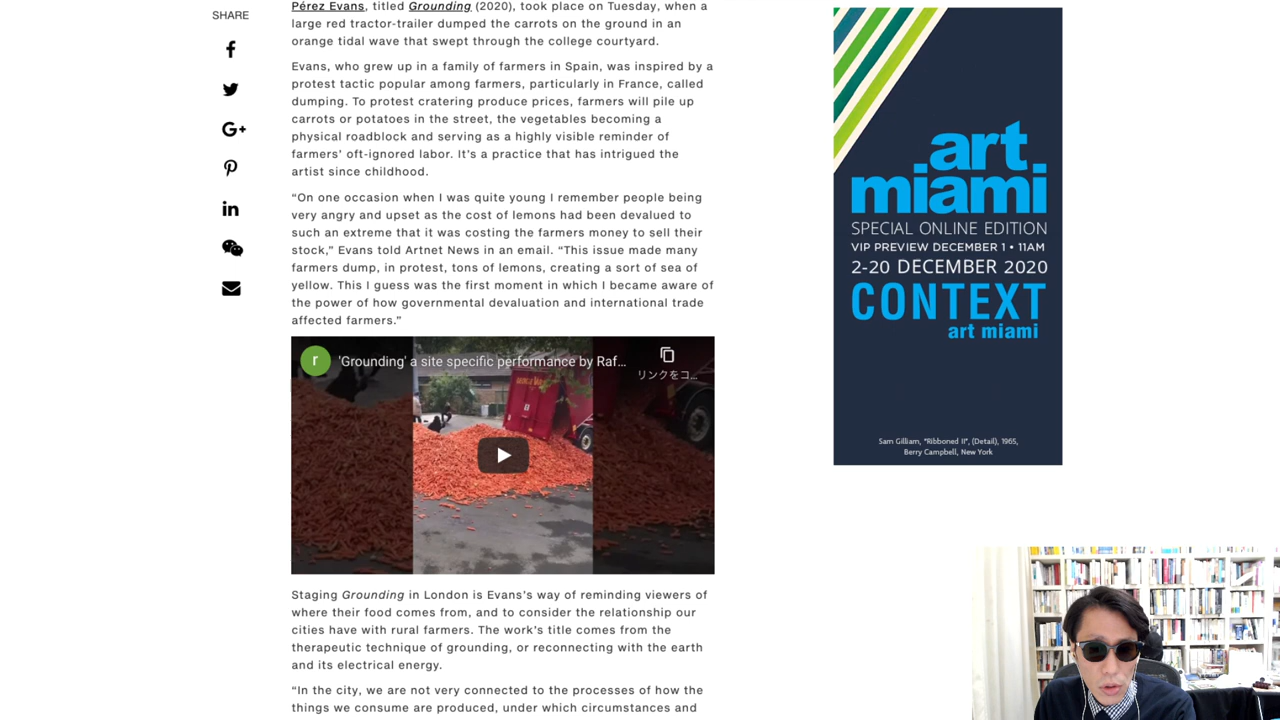 SHARE
Pérez Evans, titled Grounding (2020), took place on Tuesday, when a
large red tractor-trailer dumped the carrots on the ground in an
orange tidal wave that swept through the college courtyard.
Evans, who grew up in a family of farmers in Spain, was inspired by a
protest tactic popular among farmers, particularly in France, called
dumping. To protest cratering produce prices, farmers will pile up
carrots or potatoes in the street, the vegetables becoming a
physical roadblock and serving as a highly visible reminder of
farmers’ oft-ignored labor. It’s a practice that has intrigued the
artist since childhood.
“On one occasion when I was quite young I remember people being
very angry and upset as the cost of lemons had been devalued to
such an extreme that it was costing the farmers money to sell their
stock,” Evans told Artnet News in an email. “This issue made many
farmers dump, in protest, tons of lemons, creating a sort of sea of
yellow. This I guess was the first moment in which I became aware of
the power of how governmental devaluation and international trade
affected farmers.”
r
'Grounding' a site specific performance by Raf...
リンクをコ...
Staging Grounding in London is Evans’s way of reminding viewers of
where their food comes from, and to consider the relationship our
cities have with rural farmers. The work’s title comes from the
therapeutic technique of grounding, or reconnecting with the earth
and its electrical energy.
“In the city, we are not very connected to the processes of how the
things we consume are produced, under which circumstances and
art
miami
SPECIAL ONLINE EDITION
VIP PREVIEW DECEMBER 1 • 11AM
2-20 DECEMBER 2020
CONTEXT
art miami
Sam Gilliam, "Ribboned II", (Detail), 1965,
Berry Campbell, New York